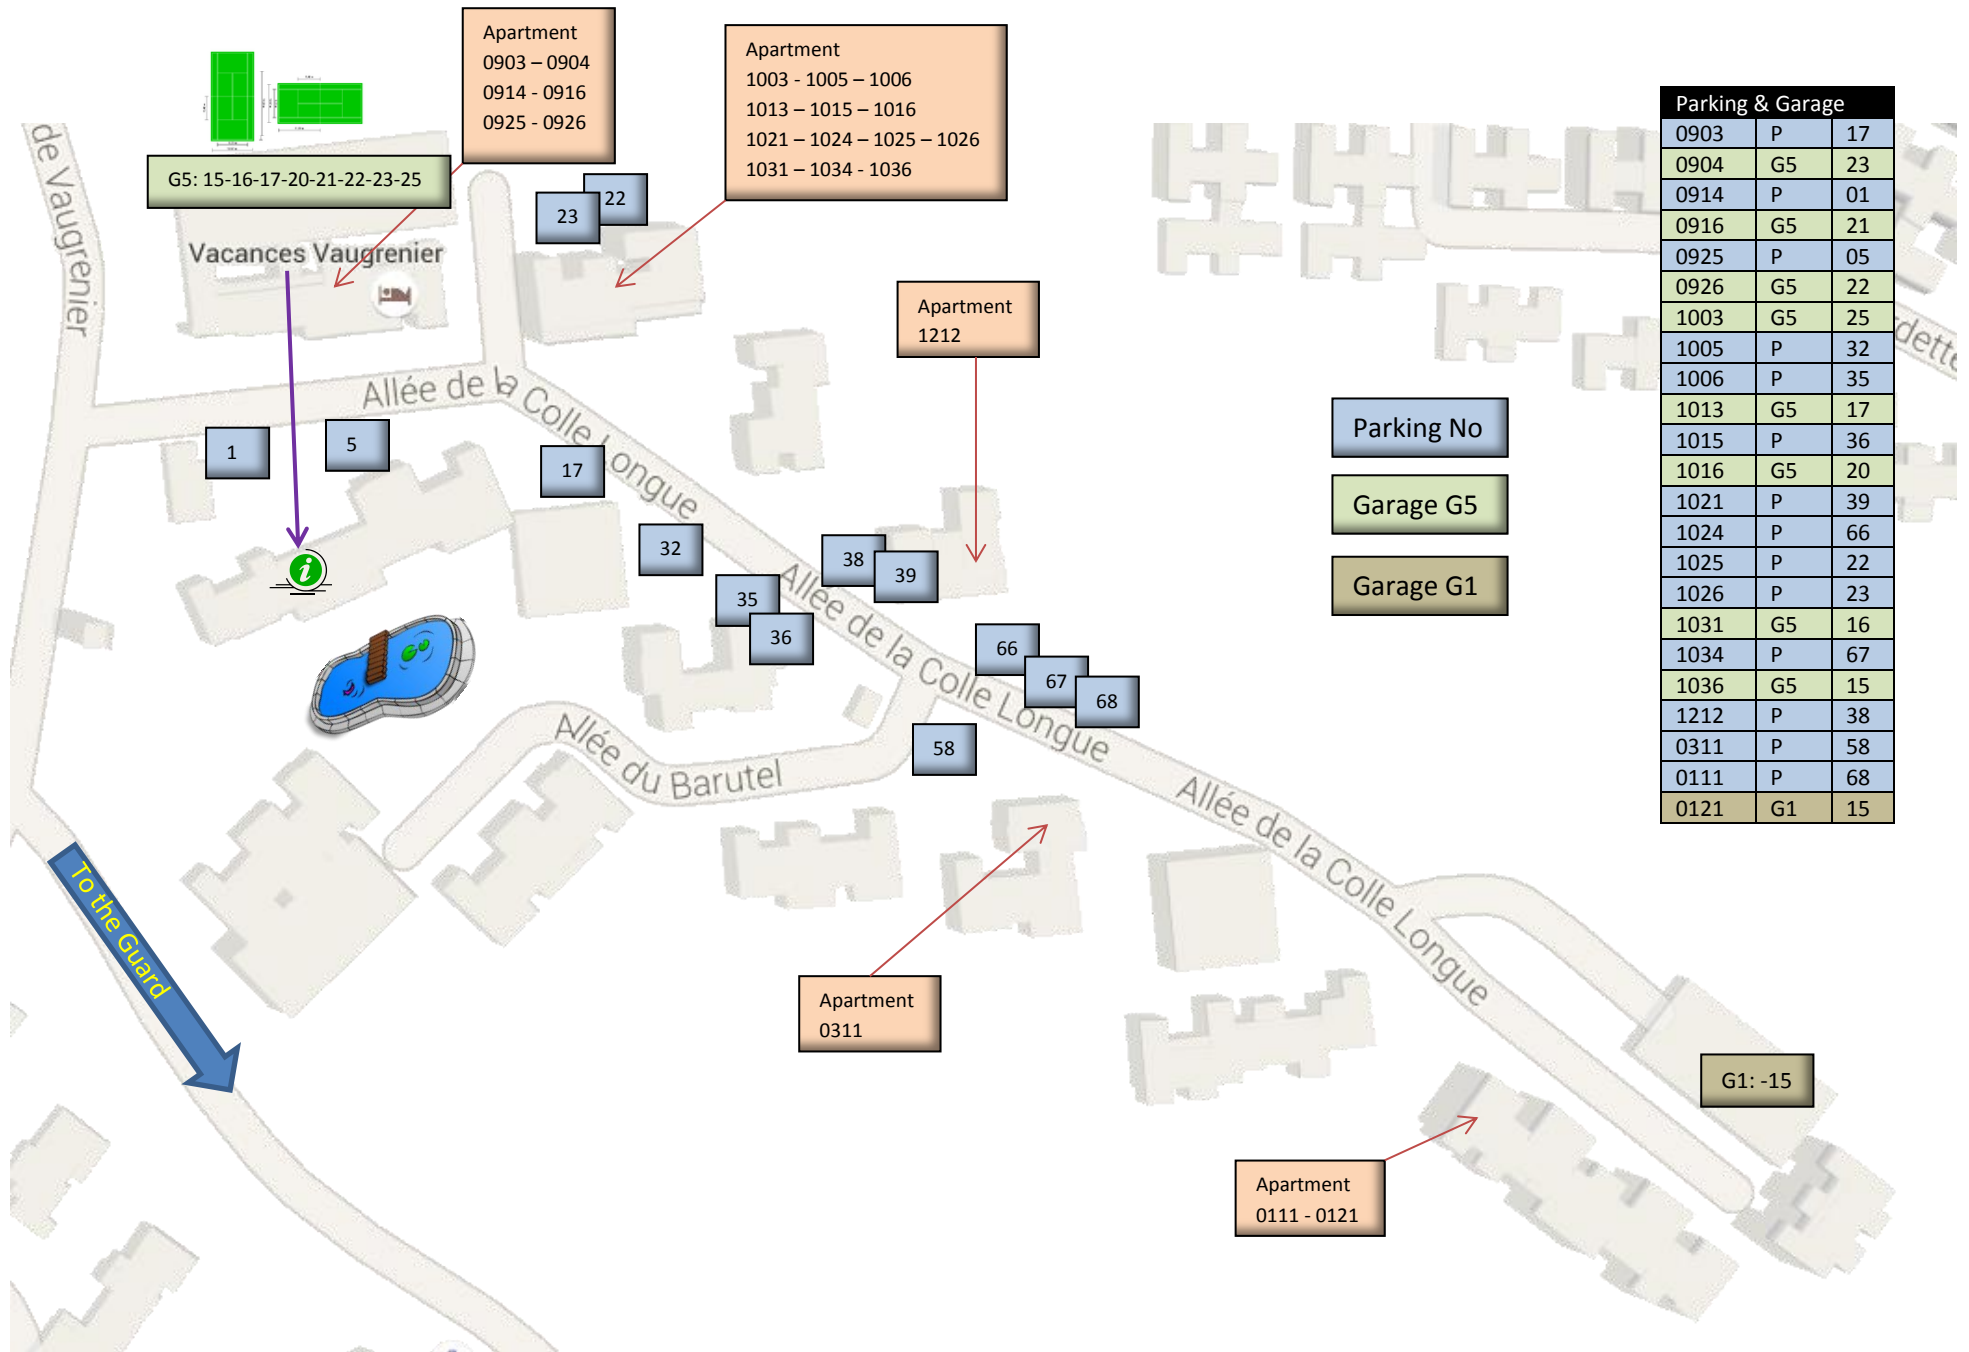 Apartment
0903 – 0904
0914 - 0916
0925 - 0926
Apartment
1003 - 1005 – 1006
1013 – 1015 – 1016
1021 – 1024 – 1025 – 1026
1031 – 1034 - 1036
G5: 15-16-17-20-21-22-23-25
de Vaugrenier
Vacances Vaugrenier
22
23
Apartment
1212
Allée de la Colle Longue
1
5
17
32
35
36
38
39
Allée de la Colle Longue
66
67
68
58
Allée du Barutel
Allée de la Colle Longue
To the Guard
Apartment
0311
Apartment
0111 - 0121
G1: -15
Parking No
Garage G5
Garage G1
Parking & Garage
0903 P 17
0904 G5 23
0914 P 01
0916 G5 21
0925 P 05
0926 G5 22
1003 G5 25
1005 P 32
1006 P 35
1013 G5 17
1015 P 36
1016 G5 20
1021 P 39
1024 P 66
1025 P 22
1026 P 23
1031 G5 16
1034 P 67
1036 G5 15
1212 P 38
0311 P 58
0111 P 68
0121 G1 15